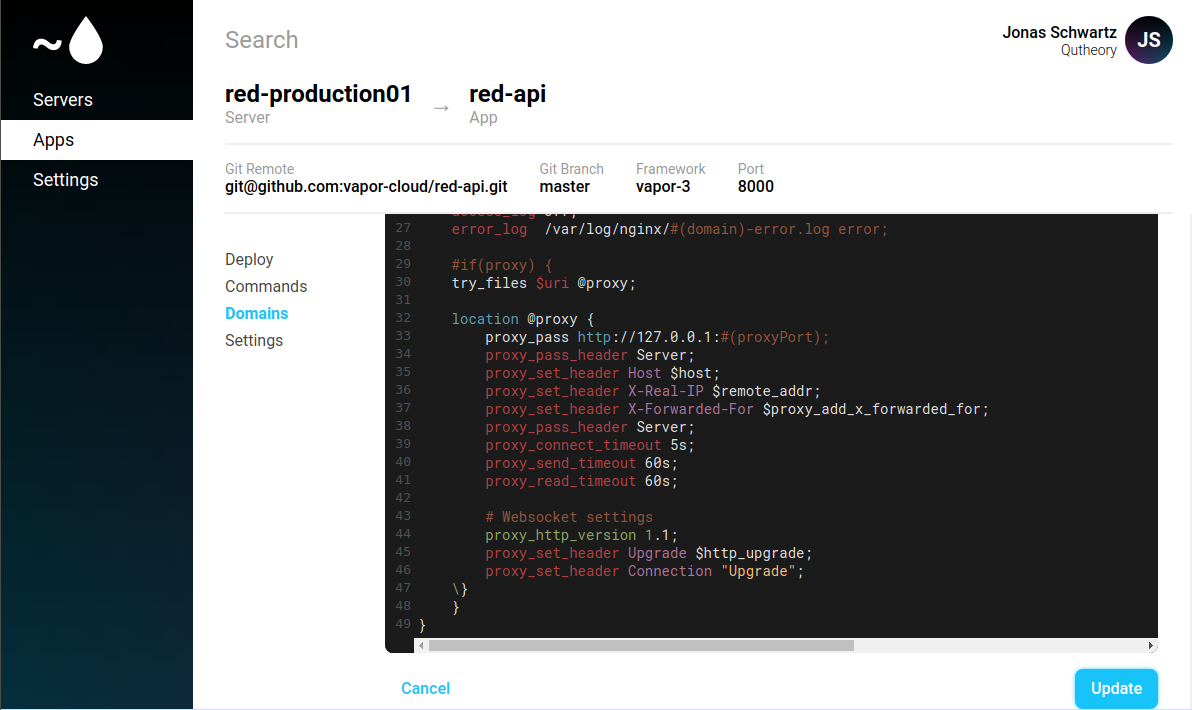 Search
Jonas Schwartz
Qutheory
JS
Servers
Apps
Settings
red-production01 → red-api
Server App
Git Remote Git Branch Framework Port
git@github.com:vapor-cloud/red-api.git master vapor-3 8000
Deploy
Commands
Domains
Settings
27     error_log  /var/log/nginx/#(domain)-error.log error;
28
29     #if(proxy) {
30     try_files $uri @proxy;
31
32     location @proxy {
33         proxy_pass http://127.0.0.1:#(proxyPort);
34         proxy_pass_header Server;
35         proxy_set_header Host $host;
36         proxy_set_header X-Real-IP $remote_addr;
37         proxy_set_header X-Forwarded-For $proxy_add_x_forwarded_for;
38         proxy_pass_header Server;
39         proxy_connect_timeout 5s;
40         proxy_send_timeout 60s;
41         proxy_read_timeout 60s;
42
43         # Websocket settings
44         proxy_http_version 1.1;
45         proxy_set_header Upgrade $http_upgrade;
46         proxy_set_header Connection "Upgrade";
47     \}
48     }
49 }
Cancel
Update